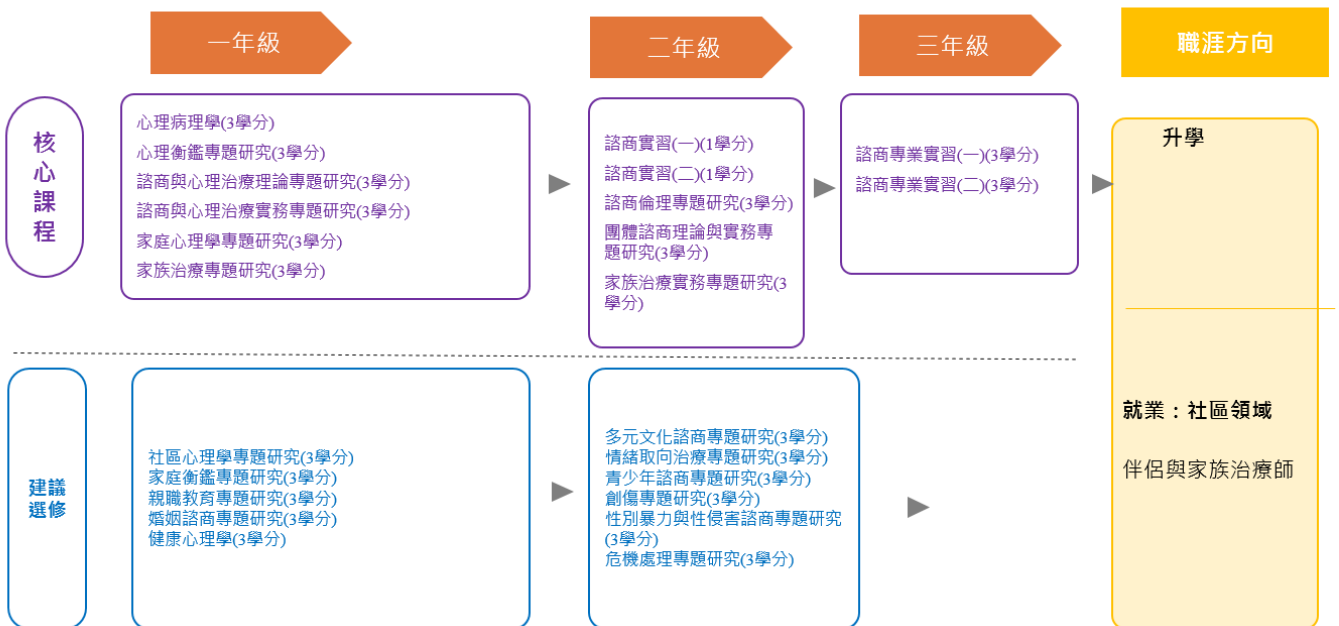 一年級
二年級
三年級
職涯方向
核
心
課
程
心理病理學(3學分)
心理衡鑑專題研究(3學分)
諮商與心理治療理論專題研究(3學分)
諮商與心理治療實務專題研究(3學分)
家庭心理學專題研究(3學分)
家族治療專題研究(3學分)
諮商實習(一)(1學分)
諮商實習(二)(1學分)
諮商倫理專題研究(3學分)
團體諮商理論與實務專
題研究(3學分)
家族治療實務專題研究(3
學分)
諮商專業實習(一)(3學分)
諮商專業實習(二)(3學分)
升學
建議
選修
社區心理學專題研究(3學分)
家庭衡鑑專題研究(3學分)
親職教育專題研究(3學分)
婚姻諮商專題研究(3學分)
健康心理學(3學分)
多元文化諮商專題研究(3學分)
情緒取向治療專題研究(3學分)
青少年諮商專題研究(3學分)
創傷專題研究(3學分)
性別暴力與性侵害諮商專題研究
(3學分)
危機處理專題研究(3學分)
就業：社區領域
伴侶與家族治療師